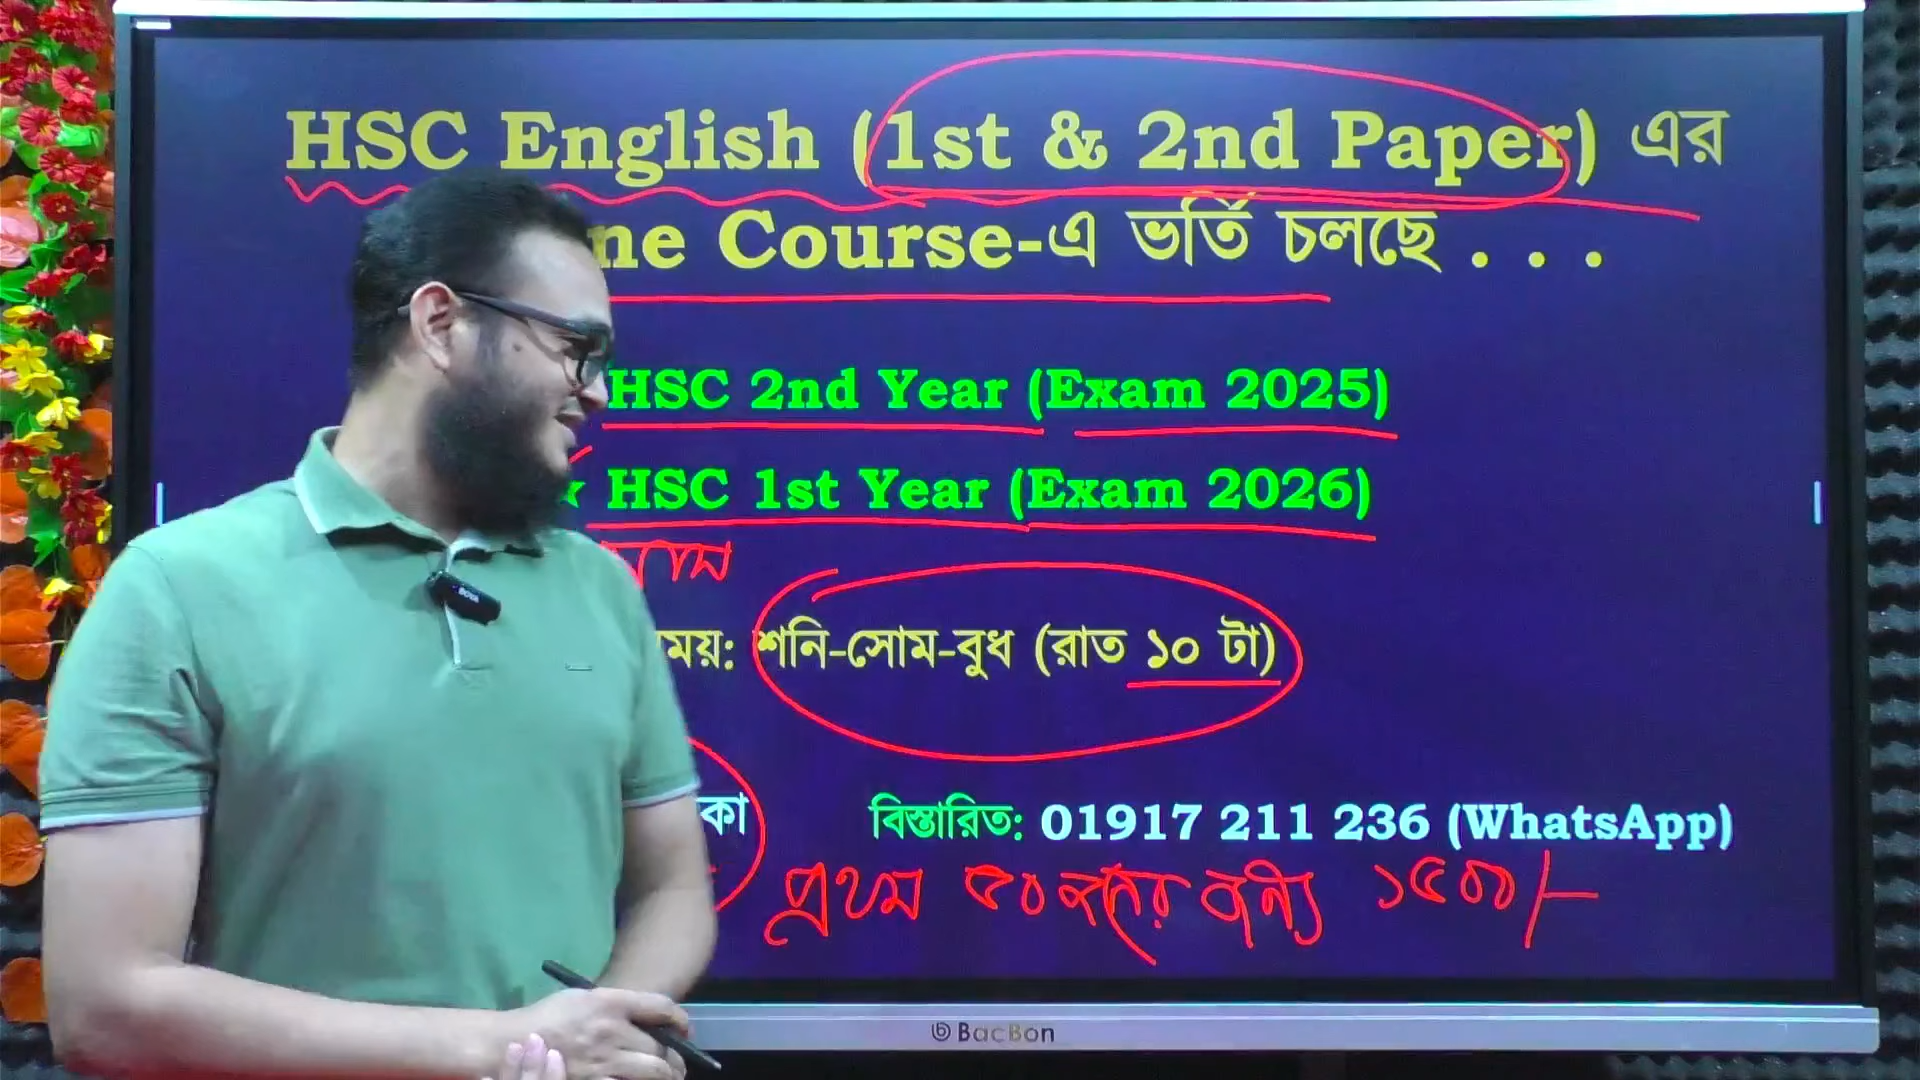 HSC English (1st & 2nd Paper) এর
ne Course-এ ভর্তি চলছে . . .
HSC 2nd Year (Exam 2025)
★ HSC 1st Year (Exam 2026)
ময়: শনি-সোম-বুধ (রাত ১০ টা)
কা
বিস্তারিত: 01917 211 236 (WhatsApp)
প্রথম ৫০ জনের জন্য ১৫০০/-
BacBon